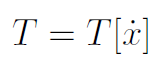 T = T[ẋ]